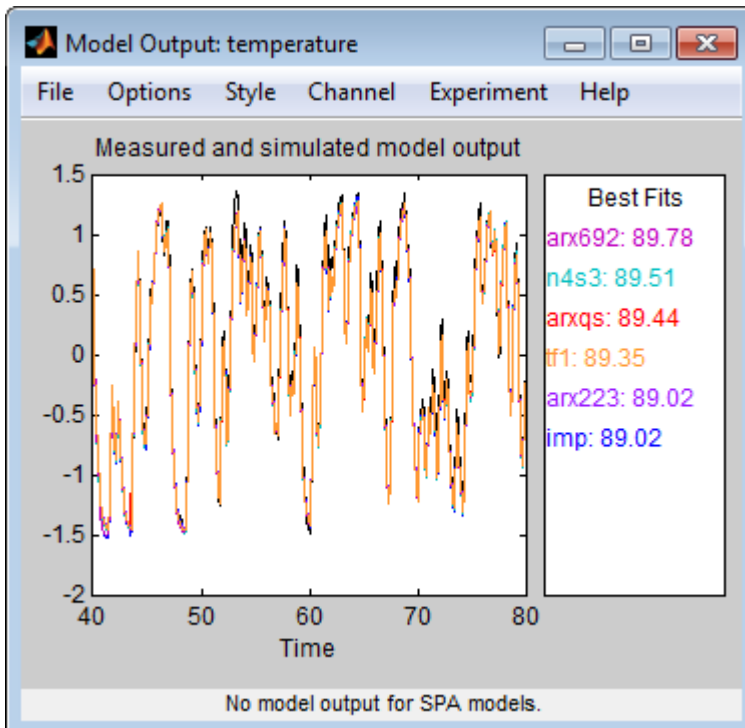 Model Output: temperature
File Options Style Channel Experiment Help
Measured and simulated model output
1.5
1
0.5
0
-0.5
-1
-1.5
-2
40 50 60 70 80
Time
Best Fits
arx692: 89.78
n4s3: 89.51
arxqs: 89.44
tf1: 89.35
arx223: 89.02
imp: 89.02
No model output for SPA models.